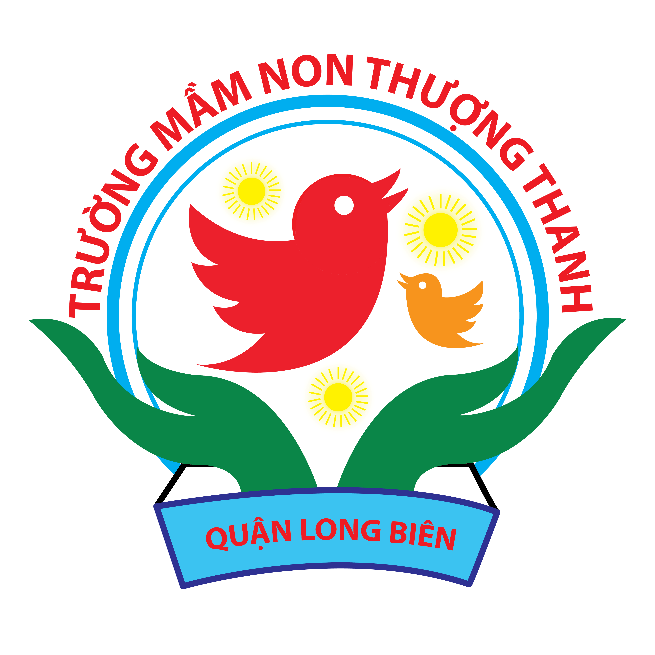 TRƯỜNG MẦM NON THƯỢNG THANH
QUẬN LONG BIÊN